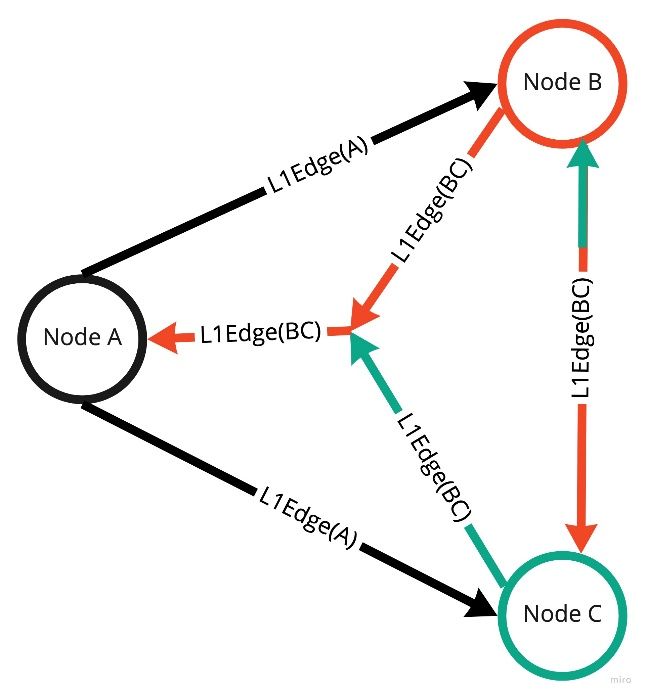 Node B
L1Edge(A)
L1Edge(BC)
L1Edge(BC)
Node A
L1Edge(BC)
L1Edge(BC)
L1Edge(A)
Node C
miro